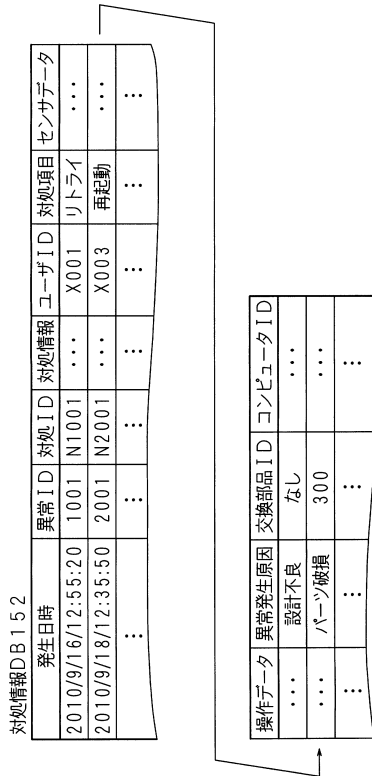 対処情報DB152
発生日時 異常ID 対処ID 対処情報 ユーザID 対処項目 センサデータ
2010/9/16/12:55:20 1001 N1001 ・・・ X001 リトライ ・・・
2010/9/18/12:35:50 2001 N2001 ・・・ X003 再起動 ・・・
⋮ ⋮ ⋮ ⋮ ⋮ ⋮ ⋮
操作データ 異常発生原因 交換部品ID コンピュータID
・・・ 設計不良 なし ・・・
・・・ パーツ破損 300 ・・・
⋮ ⋮ ⋮ ⋮